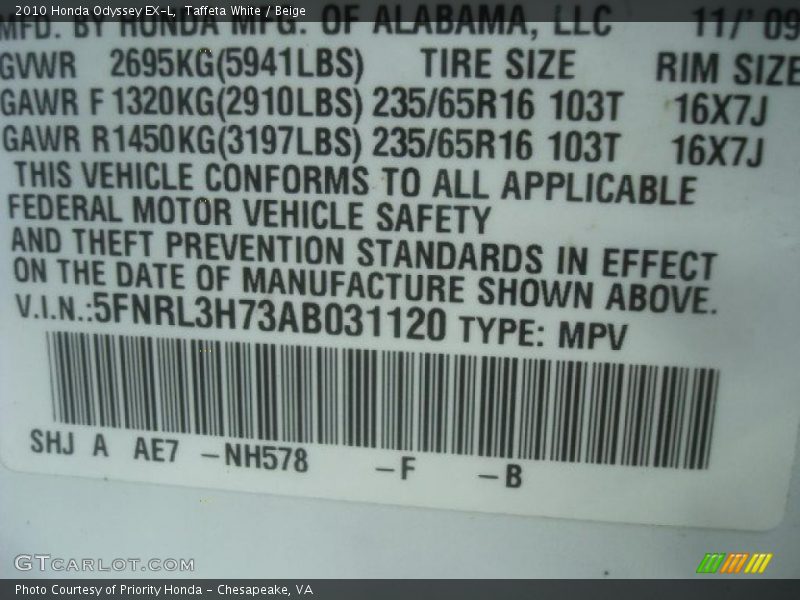 2010 Honda Odyssey EX-L, Taffeta White / Beige
MFD. BY HONDA MFG. OF ALABAMA, LLC 11/'09
GVWR 2695KG(5941LBS) TIRE SIZE RIM SIZE
GAWR F 1320KG(2910LBS) 235/65R16 103T 16X7J
GAWR R1450KG(3197LBS) 235/65R16 103T 16X7J
THIS VEHICLE CONFORMS TO ALL APPLICABLE
FEDERAL MOTOR VEHICLE SAFETY
AND THEFT PREVENTION STANDARDS IN EFFECT
ON THE DATE OF MANUFACTURE SHOWN ABOVE.
V.I.N.:5FNRL3H73AB031120 TYPE: MPV
SHJ A AE7 -NH578 -F -B
GTCARLOT.COM
Photo Courtesy of Priority Honda - Chesapeake, VA